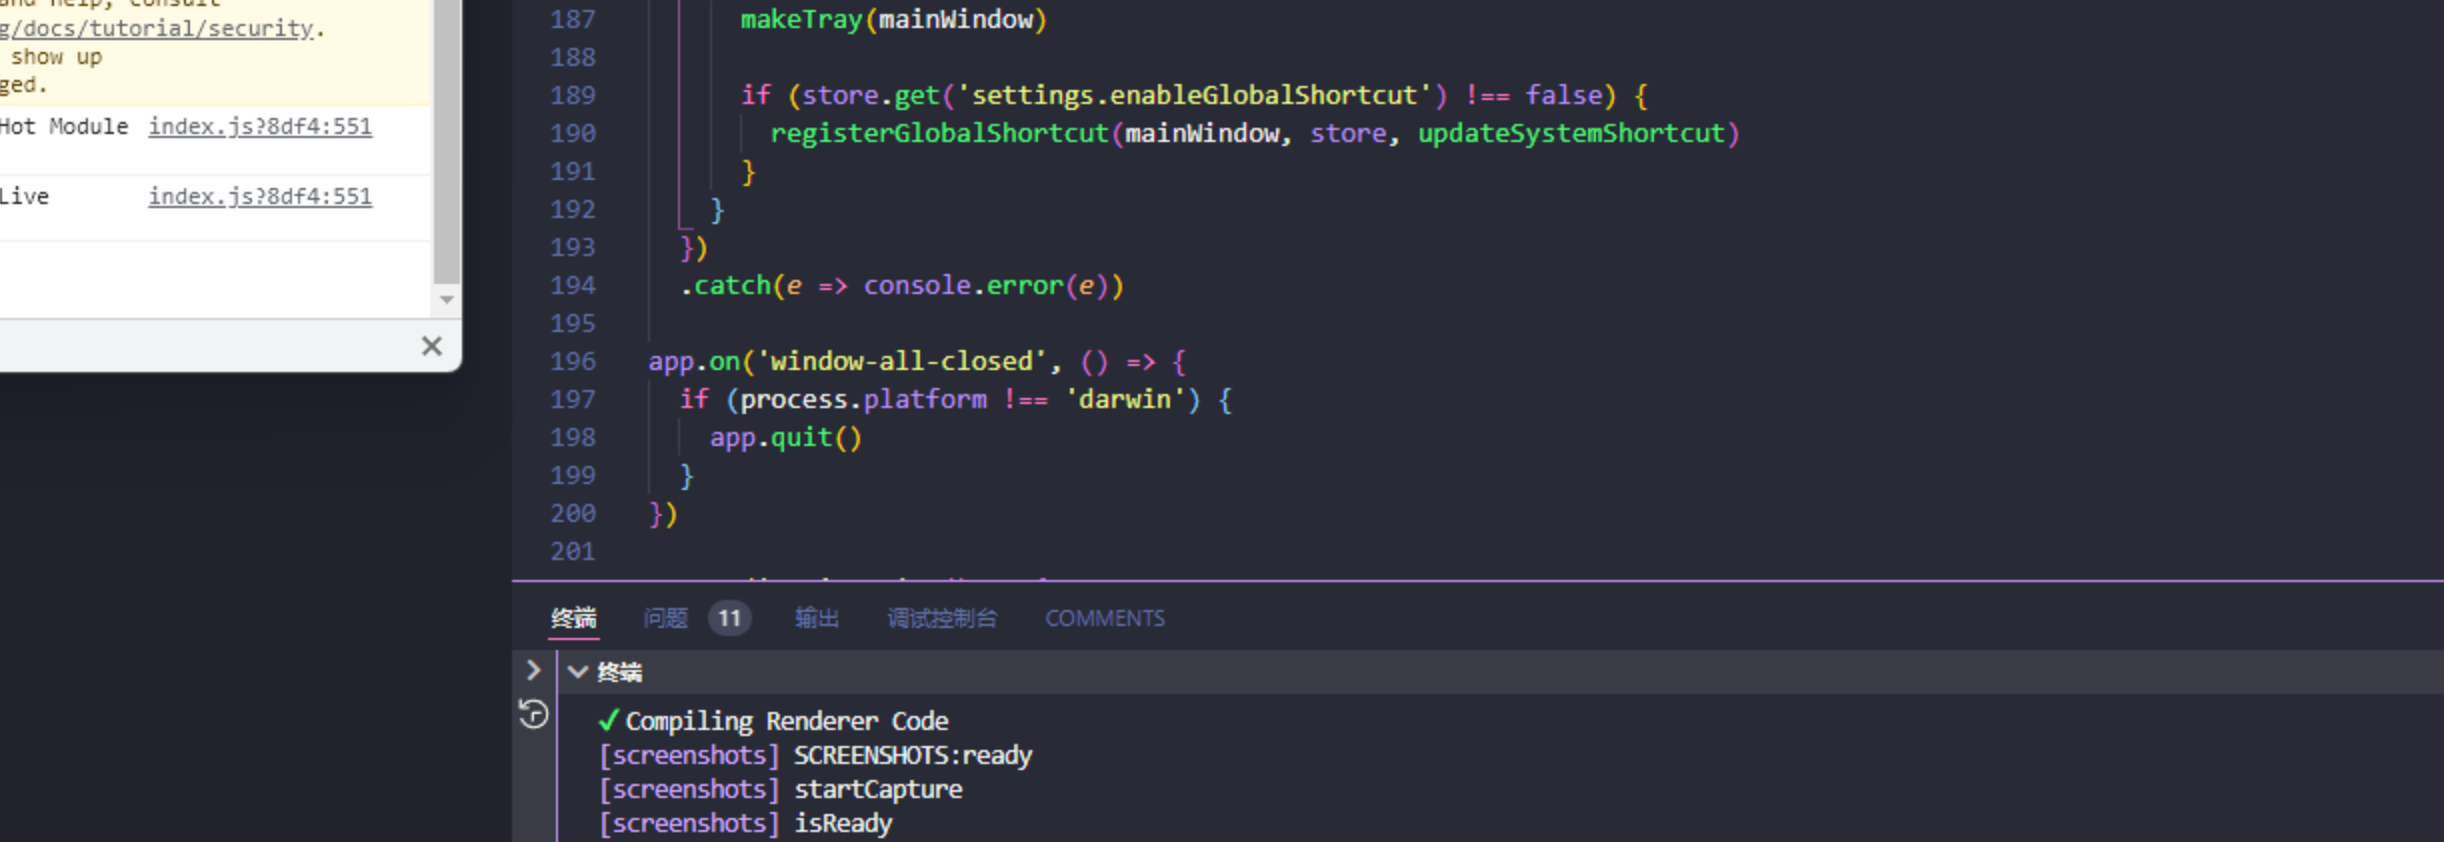 and help, consult
g/docs/tutorial/security.
show up
ged.
Hot Module index.js?8df4:551
Live index.js?8df4:551
187 makeTray(mainWindow)
188
189 if (store.get('settings.enableGlobalShortcut') !== false) {
190 registerGlobalShortcut(mainWindow, store, updateSystemShortcut)
191 }
192 }
193 })
194 .catch(e => console.error(e))
195
196 app.on('window-all-closed', () => {
197 if (process.platform !== 'darwin') {
198 app.quit()
199 }
200 })
201
终端 问题 11 输出 调试控制台 COMMENTS
终端
✓ Compiling Renderer Code
[screenshots] SCREENSHOTS:ready
[screenshots] startCapture
[screenshots] isReady